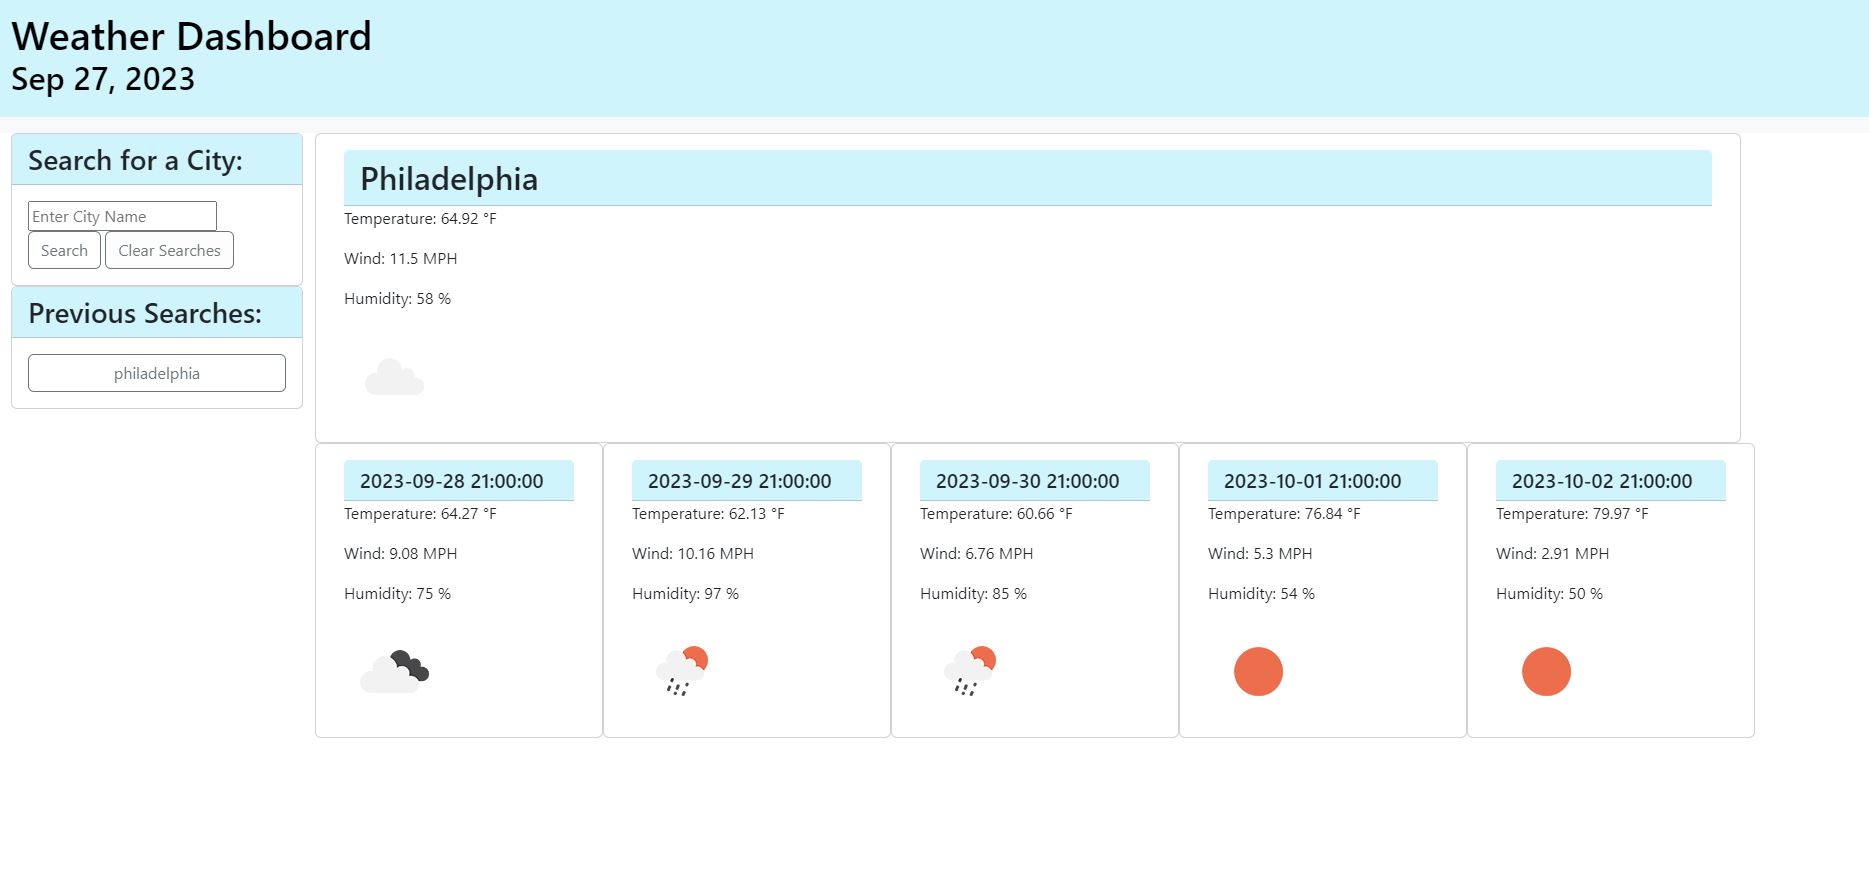 Weather Dashboard
Sep 27, 2023
Search for a City:
Enter City Name
Search Clear Searches
Previous Searches:
philadelphia
Philadelphia
Temperature: 64.92 °F
Wind: 11.5 MPH
Humidity: 58 %
2023-09-28 21:00:00
Temperature: 64.27 °F
Wind: 9.08 MPH
Humidity: 75 %
2023-09-29 21:00:00
Temperature: 62.13 °F
Wind: 10.16 MPH
Humidity: 97 %
2023-09-30 21:00:00
Temperature: 60.66 °F
Wind: 6.76 MPH
Humidity: 85 %
2023-10-01 21:00:00
Temperature: 76.84 °F
Wind: 5.3 MPH
Humidity: 54 %
2023-10-02 21:00:00
Temperature: 79.97 °F
Wind: 2.91 MPH
Humidity: 50 %